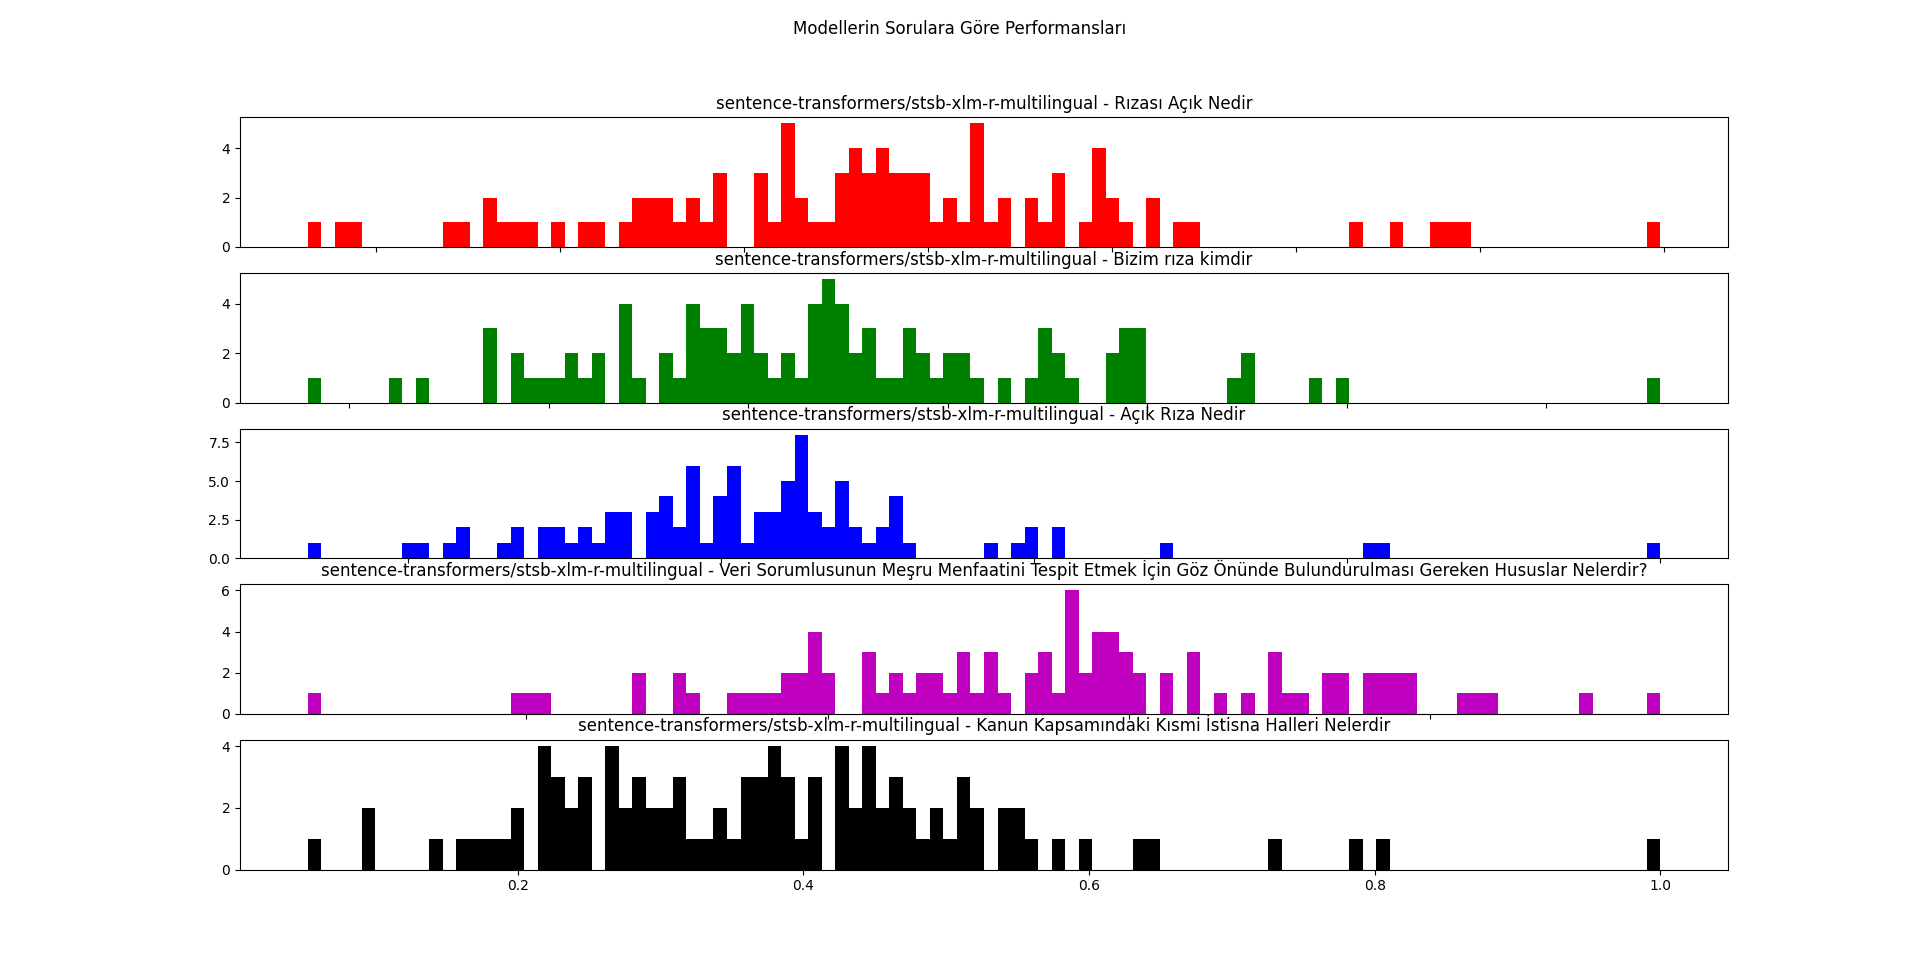 Modellerin Sorulara Göre Performansları
sentence-transformers/stsb-xlm-r-multilingual - Rızası Açık Nedir
4
2
0
sentence-transformers/stsb-xlm-r-multilingual - Bizim rıza kimdir
4
2
0
sentence-transformers/stsb-xlm-r-multilingual - Açık Rıza Nedir
7.5
5.0
2.5
0.0
sentence-transformers/stsb-xlm-r-multilingual - Veri Sorumlusunun Meşru Menfaatini Tespit Etmek İçin Göz Önünde Bulundurulması Gereken Hususlar Nelerdir?
6
4
2
0
sentence-transformers/stsb-xlm-r-multilingual - Kanun Kapsamındaki Kısmi İstisna Halleri Nelerdir
4
2
0
0.2 0.4 0.6 0.8 1.0